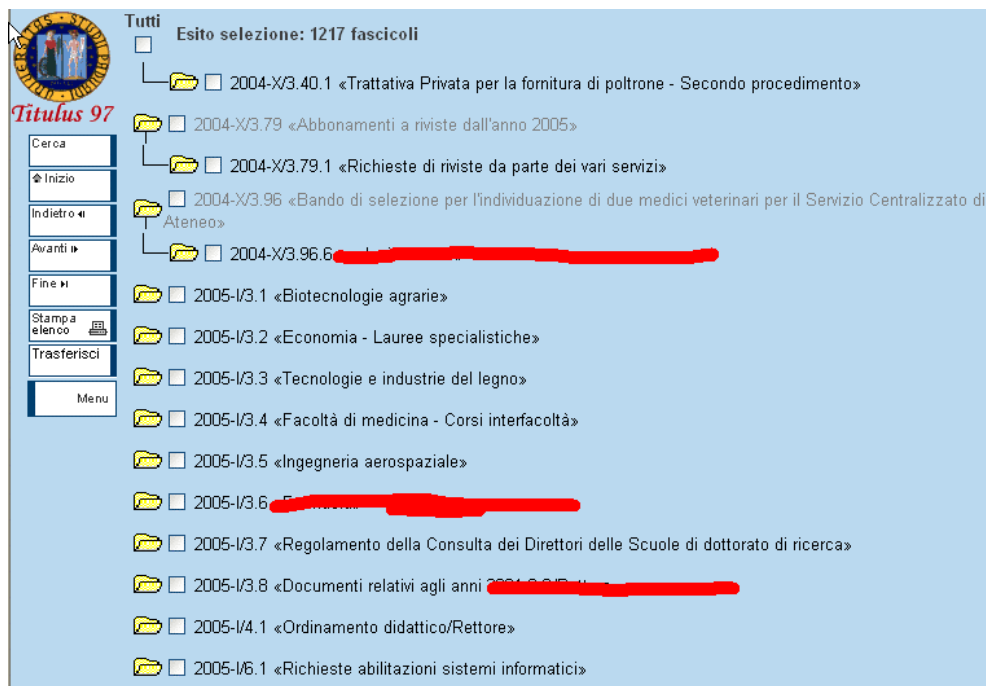 Tutti
Esito selezione: 1217 fascicoli
2004-X/3.40.1 «Trattativa Privata per la fornitura di poltrone - Secondo procedimento»
Titulus 97
2004-X/3.79 «Abbonamenti a riviste dall'anno 2005»
Cerca
2004-X/3.79.1 «Richieste di riviste da parte dei vari servizi»
Inizio
2004-X/3.96 «Bando di selezione per l'individuazione di due medici veterinari per il Servizio Centralizzato di
Ateneo»
Indietro
Avanti
2004-X/3.96.6
Fine
2005-I/3.1 «Biotecnologie agrarie»
Stampa
elenco
2005-I/3.2 «Economia - Lauree specialistiche»
Trasferisci
2005-I/3.3 «Tecnologie e industrie del legno»
Menu
2005-I/3.4 «Facoltà di medicina - Corsi interfacoltà»
2005-I/3.5 «Ingegneria aerospaziale»
2005-I/3.6
2005-I/3.7 «Regolamento della Consulta dei Direttori delle Scuole di dottorato di ricerca»
2005-I/3.8 «Documenti relativi agli anni
2005-I/4.1 «Ordinamento didattico/Rettore»
2005-I/6.1 «Richieste abilitazioni sistemi informatici»